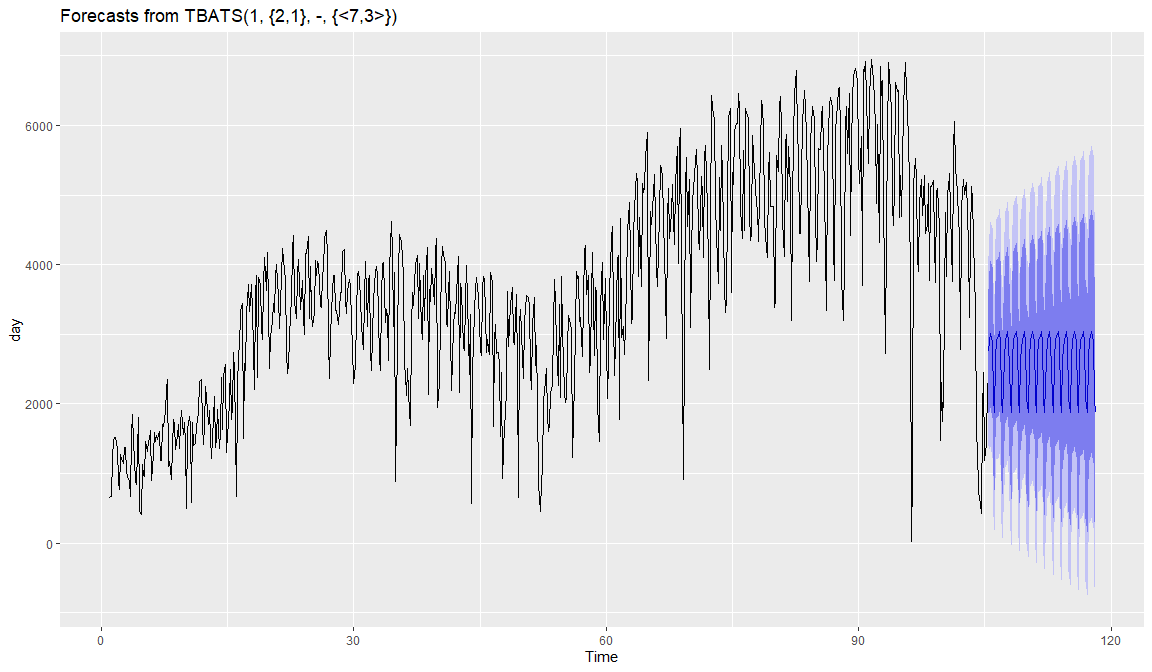 Forecasts from TBATS(1, {2,1}, -, {<7,3>})
day
6000
4000
2000
0
0 30 60 90 120
Time